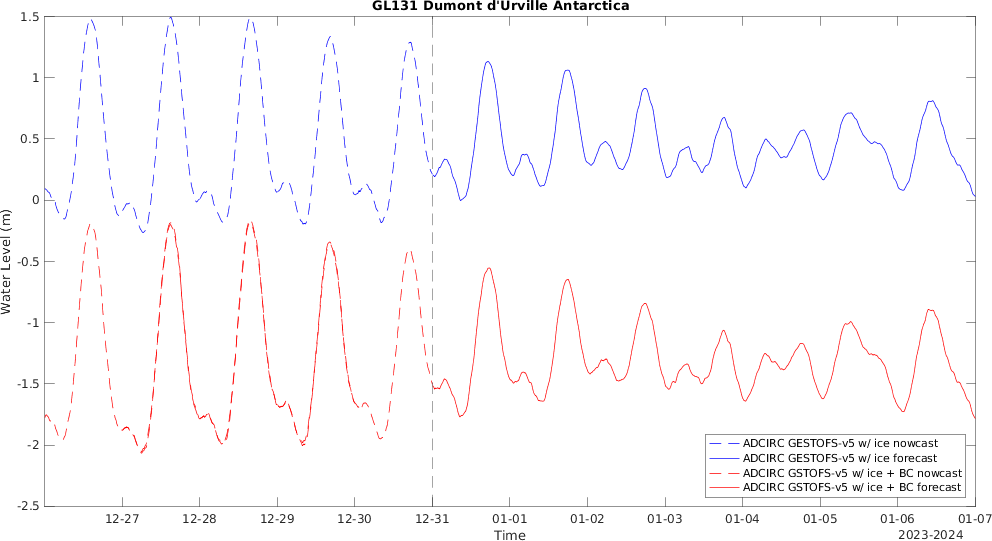 GL131 Dumont d'Urville Antarctica
1.5
1
0.5
0
-0.5
-1
-1.5
-2
-2.5
Water Level (m)
ADCIRC GESTOFS-v5 w/ ice nowcast
ADCIRC GESTOFS-v5 w/ ice forecast
ADCIRC GSTOFS-v5 w/ ice + BC nowcast
ADCIRC GSTOFS-v5 w/ ice + BC forecast
12-27 12-28 12-29 12-30 12-31 01-01 01-02 01-03 01-04 01-05 01-06 01-07
Time
2023-2024